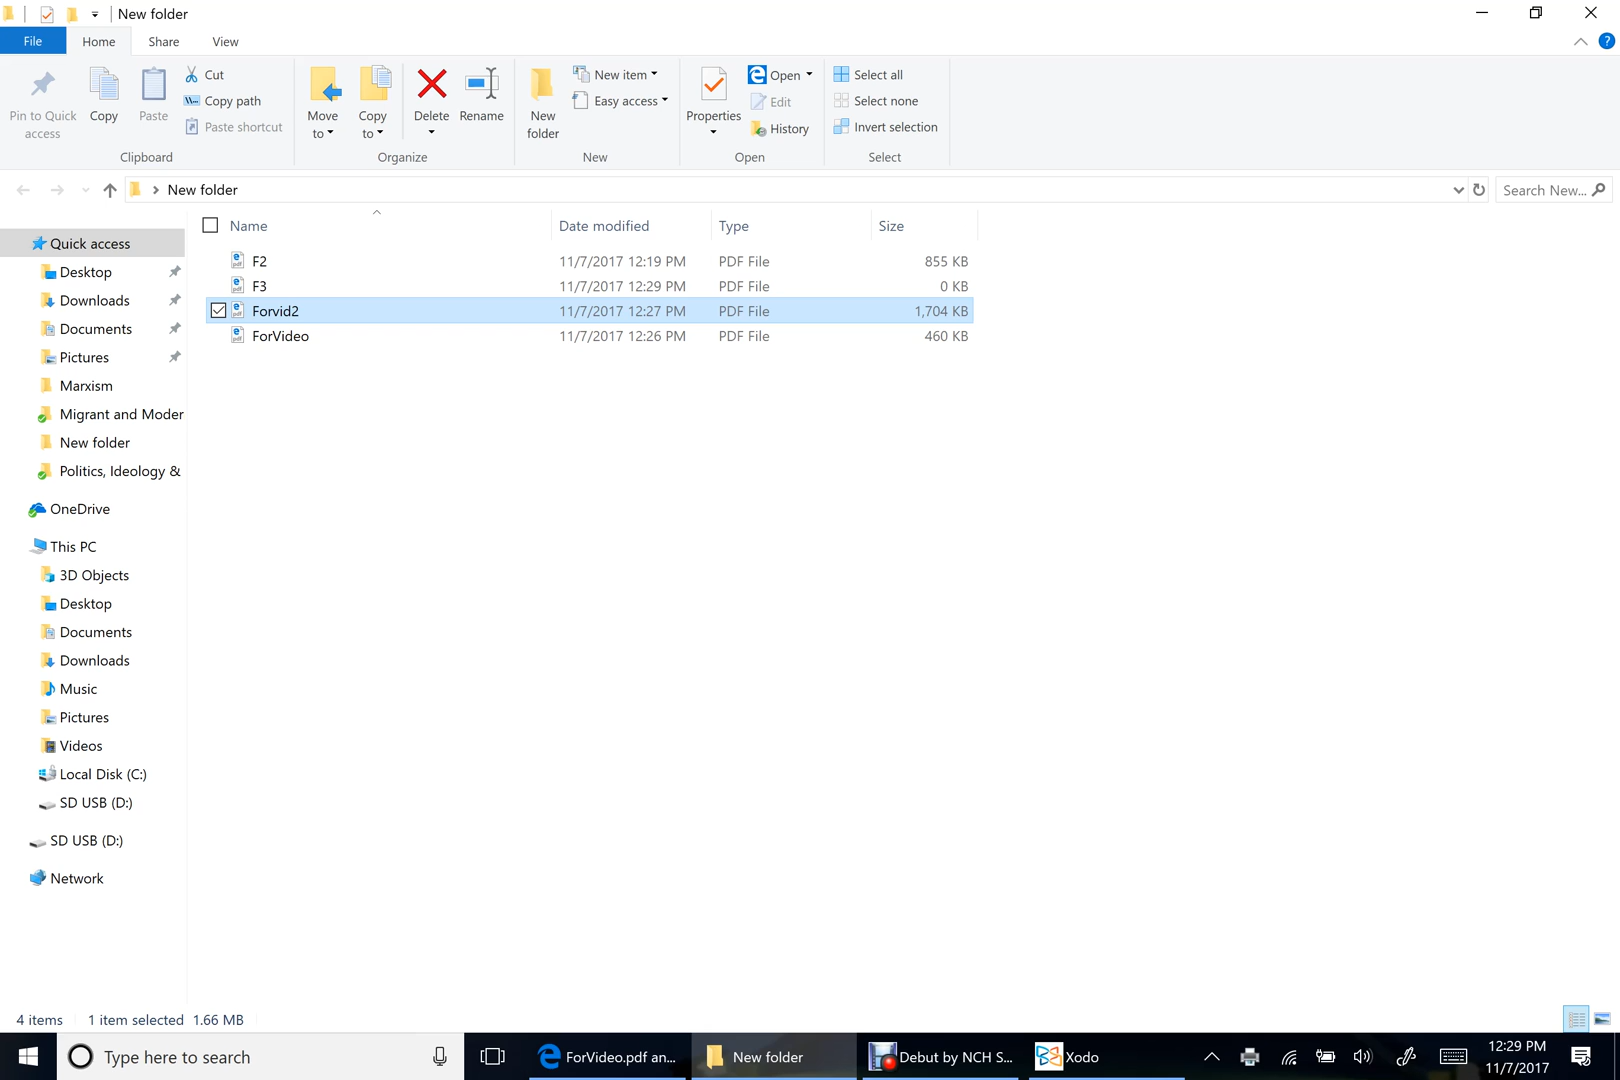 New folder
File Home Share View
Pin to Quick access
Copy
Paste
Cut
Copy path
Paste shortcut
Clipboard
Move to
Copy to
Delete
Rename
Organize
New folder
New item
Easy access
New
Properties
Open
Edit
History
Open
Select all
Select none
Invert selection
Select
New folder
Search New...
Name Date modified Type Size
F2 11/7/2017 12:19 PM PDF File 855 KB
F3 11/7/2017 12:29 PM PDF File 0 KB
Forvid2 11/7/2017 12:27 PM PDF File 1,704 KB
ForVideo 11/7/2017 12:26 PM PDF File 460 KB
Quick access
Desktop
Downloads
Documents
Pictures
Marxism
Migrant and Moder
New folder
Politics, Ideology &
OneDrive
This PC
3D Objects
Desktop
Documents
Downloads
Music
Pictures
Videos
Local Disk (C:)
SD USB (D:)
SD USB (D:)
Network
4 items 1 item selected 1.66 MB
Type here to search
ForVideo.pdf an...
New folder
Debut by NCH S...
Xodo
12:29 PM
11/7/2017